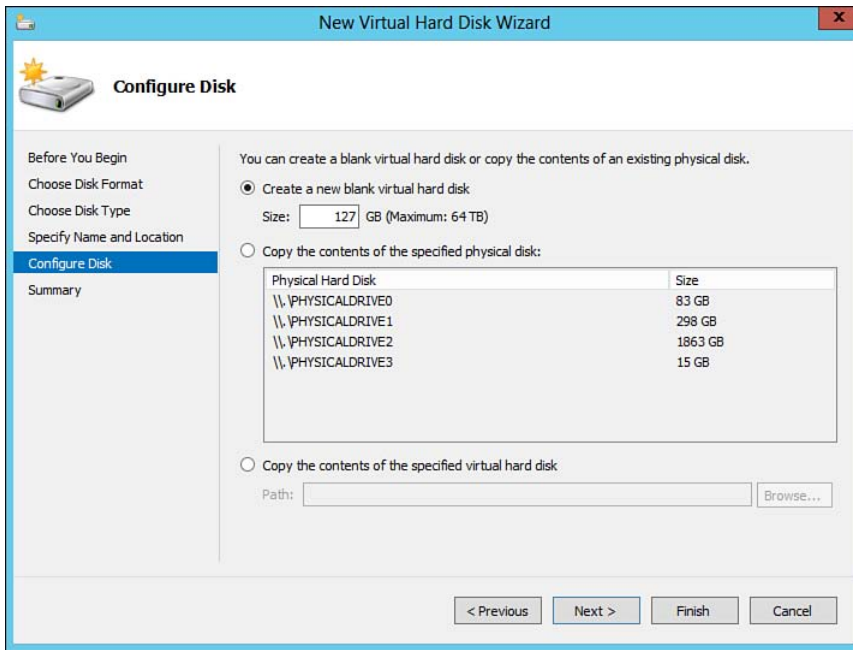 New Virtual Hard Disk Wizard
x
Configure Disk
Before You Begin
Choose Disk Format
Choose Disk Type
Specify Name and Location
Configure Disk
Summary
You can create a blank virtual hard disk or copy the contents of an existing physical disk.
Create a new blank virtual hard disk
Size: 127 GB (Maximum: 64 TB)
Copy the contents of the specified physical disk:
Physical Hard Disk Size
\\.\PHYSICALDRIVE0 83 GB
\\.\PHYSICALDRIVE1 298 GB
\\.\PHYSICALDRIVE2 1863 GB
\\.\PHYSICALDRIVE3 15 GB
Copy the contents of the specified virtual hard disk
Path: Browse...
< Previous Next > Finish Cancel